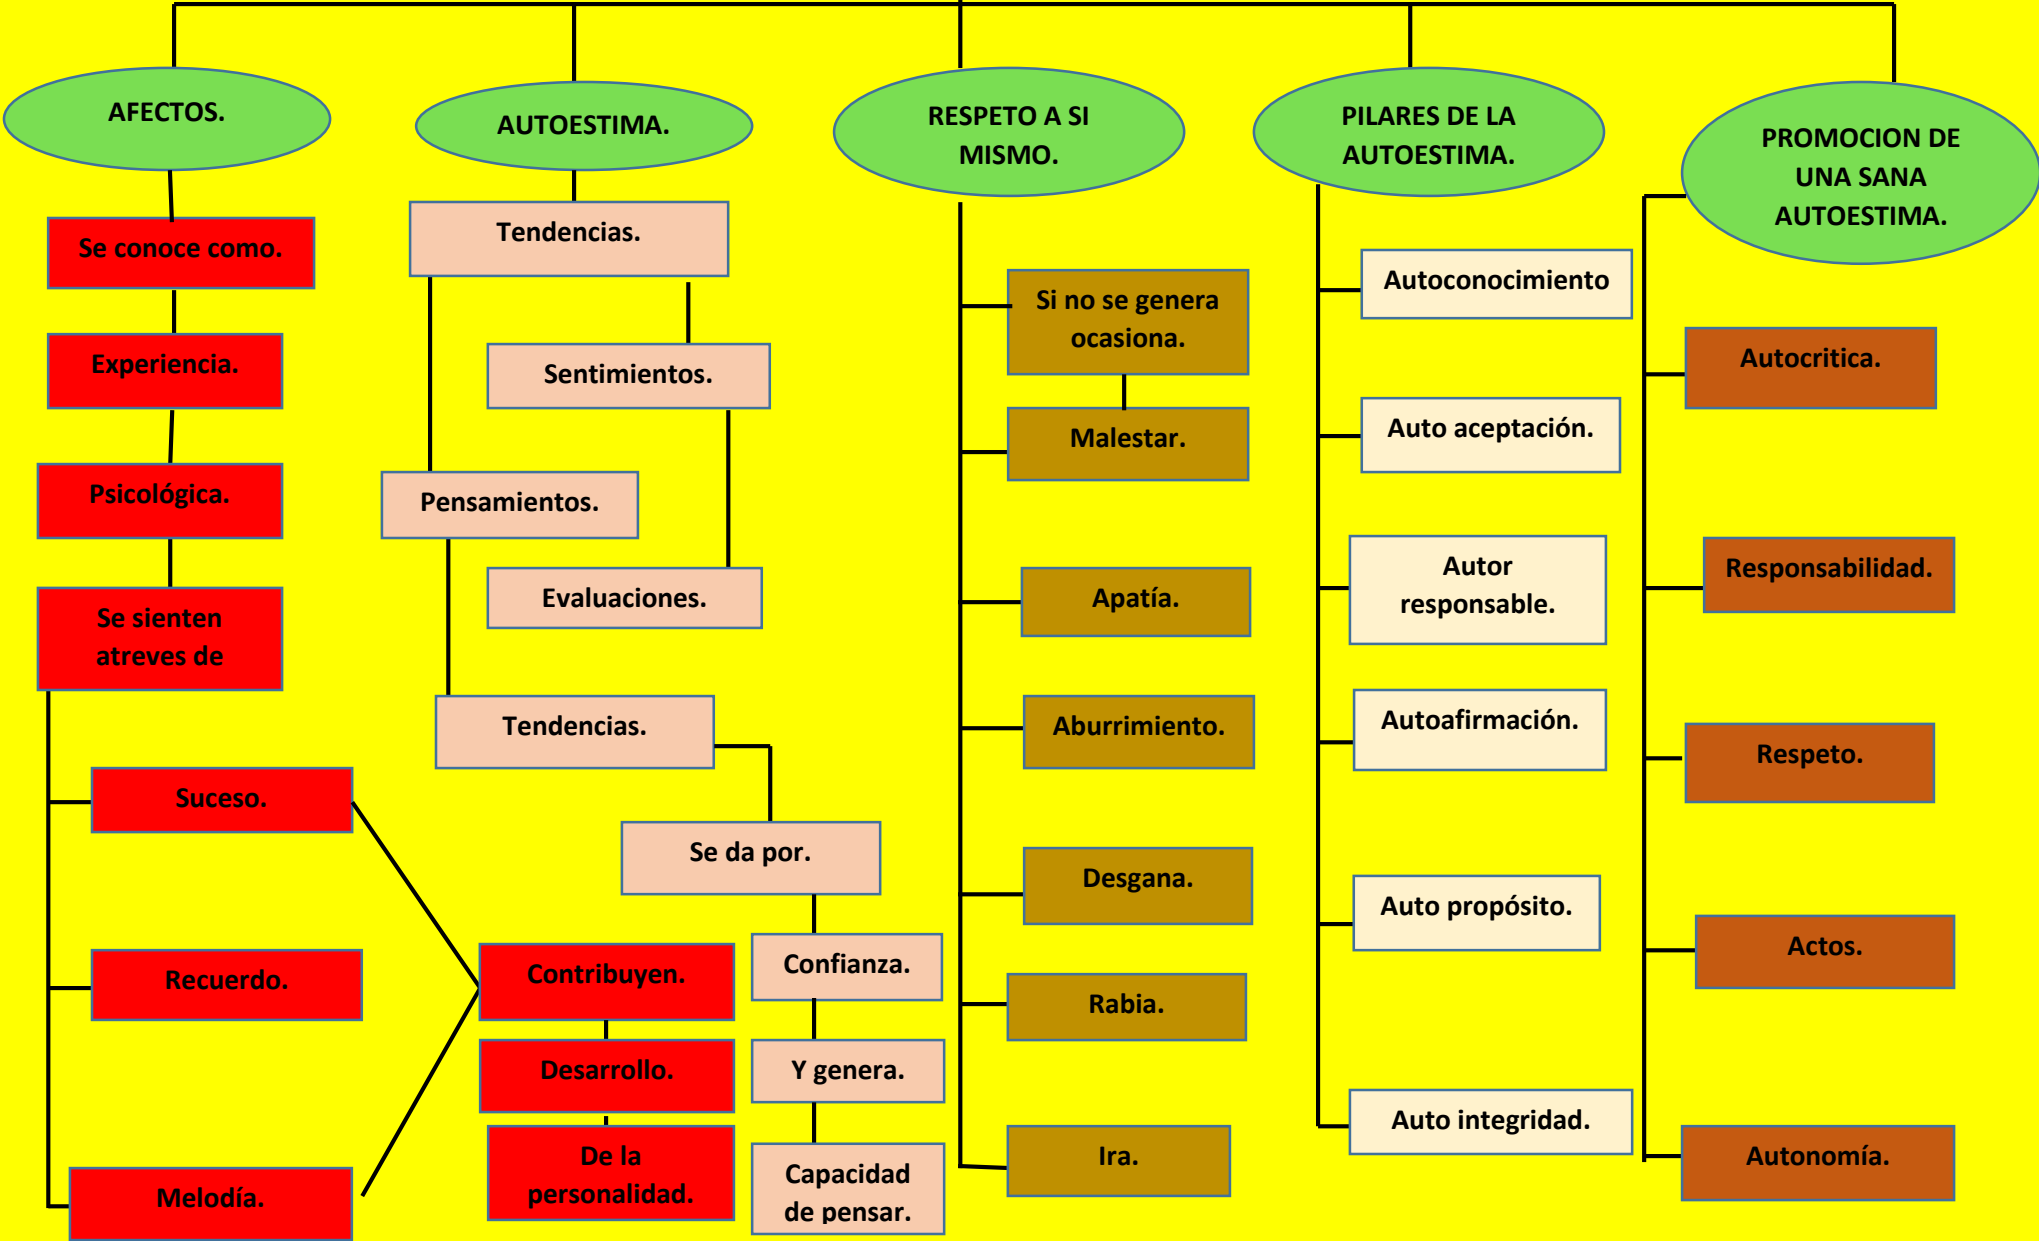 AFECTOS.
Se conoce como.
Experiencia.
Psicológica.
Se sienten
atreves de
Suceso.
Recuerdo.
Melodía.
Contribuyen.
Desarrollo.
De la
personalidad.
AUTOESTIMA.
Tendencias.
Sentimientos.
Pensamientos.
Evaluaciones.
Tendencias.
Se da por.
Confianza.
Y genera.
Capacidad
de pensar.
RESPETO A SI
MISMO.
Si no se genera
ocasiona.
Malestar.
Apatía.
Aburrimiento.
Desgana.
Rabia.
Ira.
PILARES DE LA
AUTOESTIMA.
Autoconocimiento
Auto aceptación.
Autor
responsable.
Autoafirmación.
Auto propósito.
Auto integridad.
PROMOCION DE
UNA SANA
AUTOESTIMA.
Autocritica.
Responsabilidad.
Respeto.
Actos.
Autonomía.